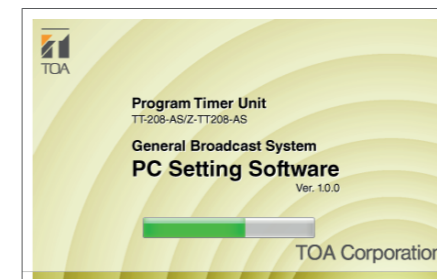 TOA
Program Timer Unit
TT-208-AS/Z-TT208-AS
General Broadcast System
PC Setting Software
Ver. 1.0.0
TOA Corporation